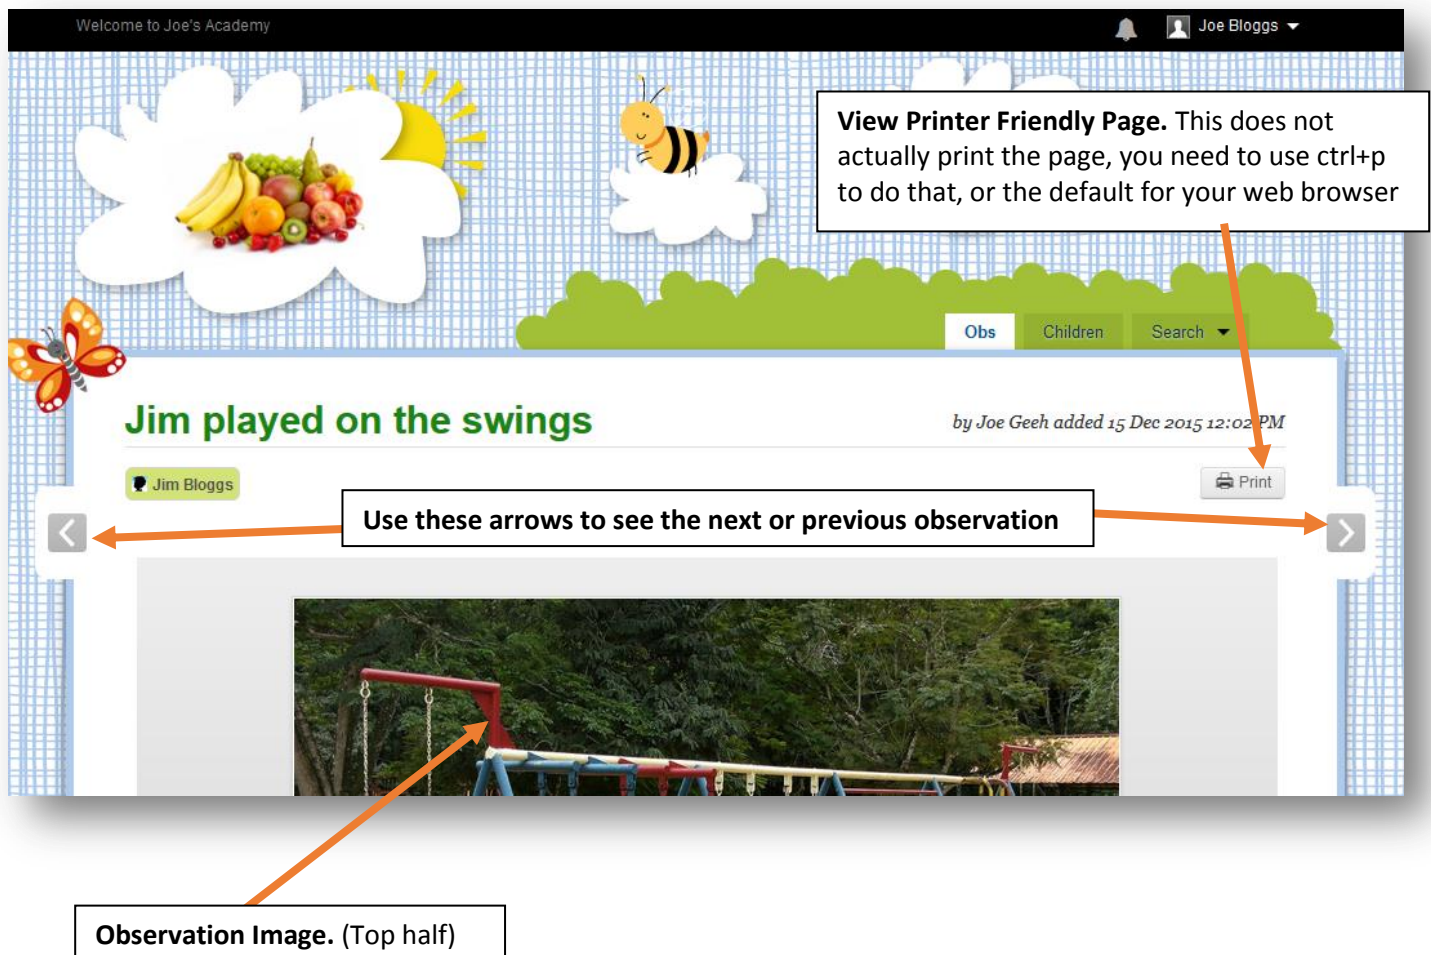 Welcome to Joe's Academy
Joe Bloggs
View Printer Friendly Page. This does not
actually print the page, you need to use ctrl+p
to do that, or the default for your web browser
Obs Children Search
Jim played on the swings
by Joe Geeh added 15 Dec 2015 12:02 PM
Jim Bloggs
Print
Use these arrows to see the next or previous observation
Observation Image. (Top half)